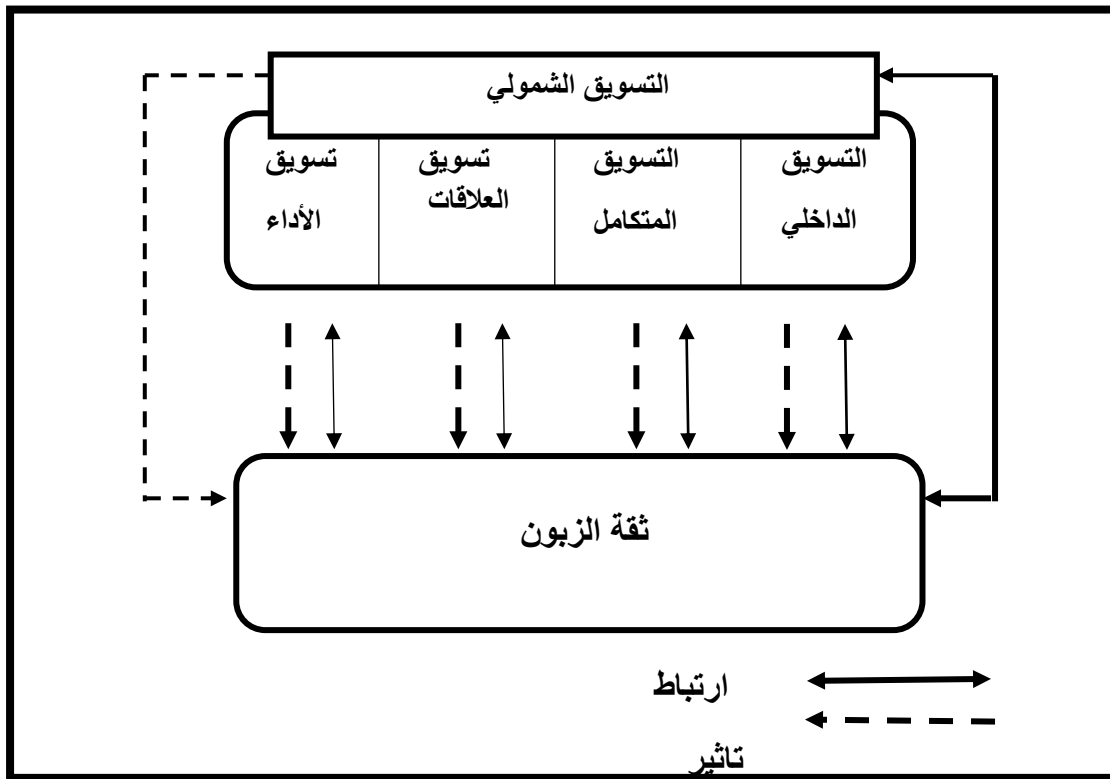 التسويق الشمولي
التسويق
الداخلي
التسويق
المتكامل
تسويق
العلاقات
تسويق
الأداء
ثقة الزبون
ارتباط
تاثير